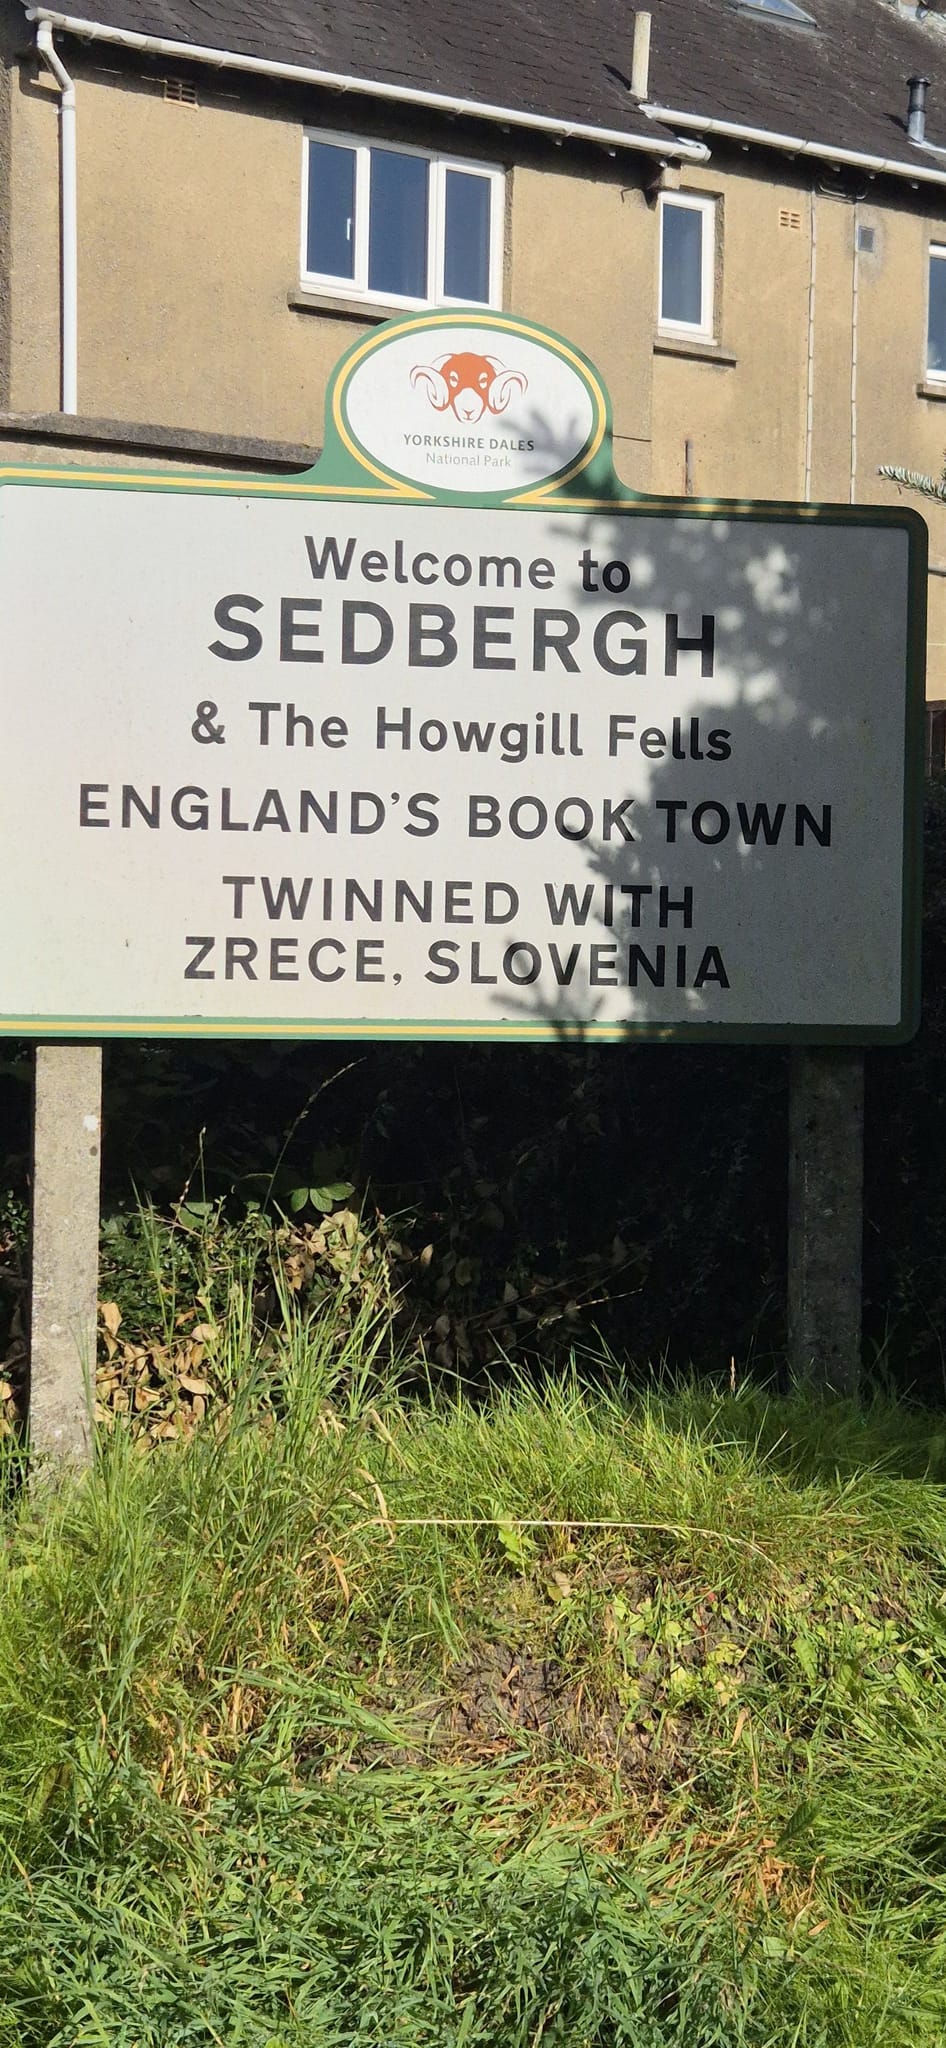 YORKSHIRE DALES
National Park
Welcome to
SEDBERGH
& The Howgill Fells
ENGLAND'S BOOK TOWN
TWINNED WITH
ZRECE, SLOVENIA